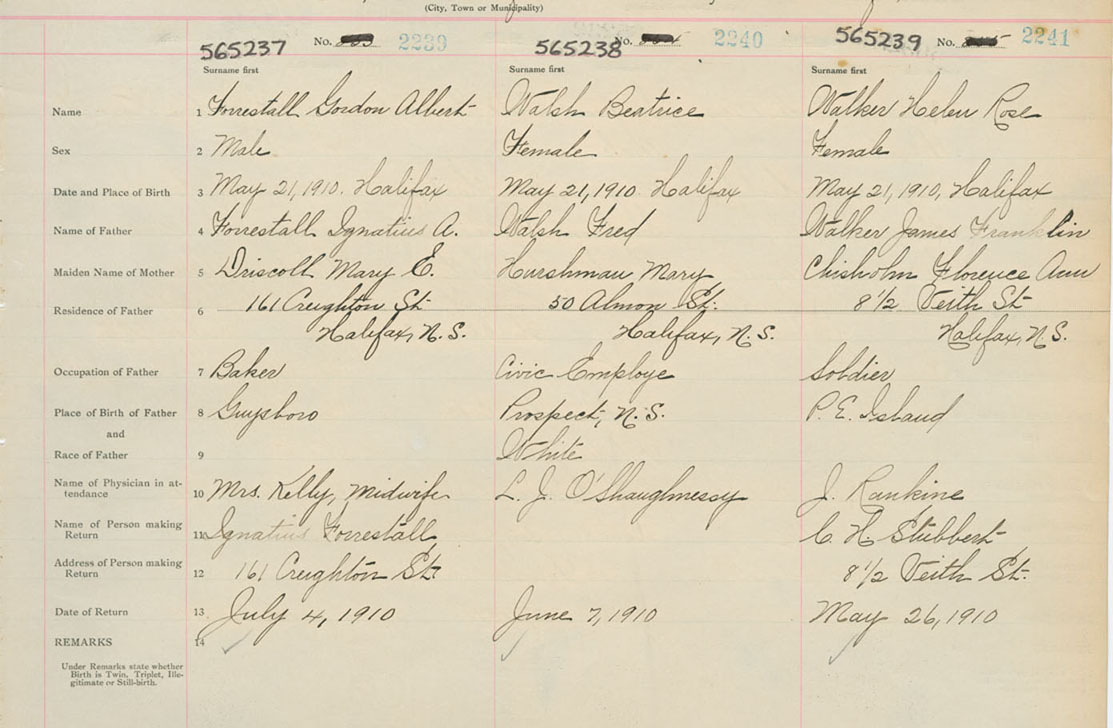 (City, Town or Municipality)
565237 No. 2239 565238 No. 2240 565239 No. 2241
Surname first Surname first Surname first
Name 1 Forrestall Gordon Albert Walsh Beatrice Walker Helen Rose
Sex 2 Male Female Female
Date and Place of Birth 3 May 21, 1910. Halifax May 21, 1910. Halifax May 21, 1910, Halifax
Name of Father 4 Forrestall Ignatius A. Walsh Fred Walker James Franklin
Maiden Name of Mother 5 Driscoll Mary E. Harshman Mary Chisholm Florence Ann
Residence of Father 6 161 Creighton St. 50 Almon St. 8 1/2 Veith St
Halifax, N.S. Halifax, N.S. Halifax, N.S.
Occupation of Father 7 Baker Civic Employe Soldier
Place of Birth of Father 8 Guysboro Prospect, N.S. P. E. Island
and
Race of Father 9 White
Name of Physician in at-
tendance 10 Mrs. Kelly, Midwife L. J. O'Shaughnessy J. Rankine
Name of Person making
Return 11 Ignatius Forrestall C. H. Stubbert
Address of Person making
Return 12 161 Creighton St. 8 1/2 Veith St.
Date of Return 13 July 4, 1910 June 7, 1910 May 26, 1910
REMARKS 14
Under Remarks state whether
Birth is Twin, Triplet, Ille-
gitimate or Still-birth.